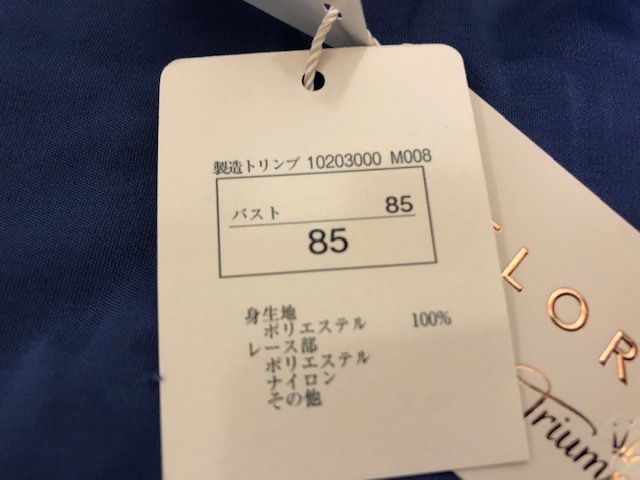 製造トリンプ 10203000 M008
バスト 85
85
身生地
ポリエステル 100%
レース部
ポリエステル
ナイロン
その他
LOR
Trium